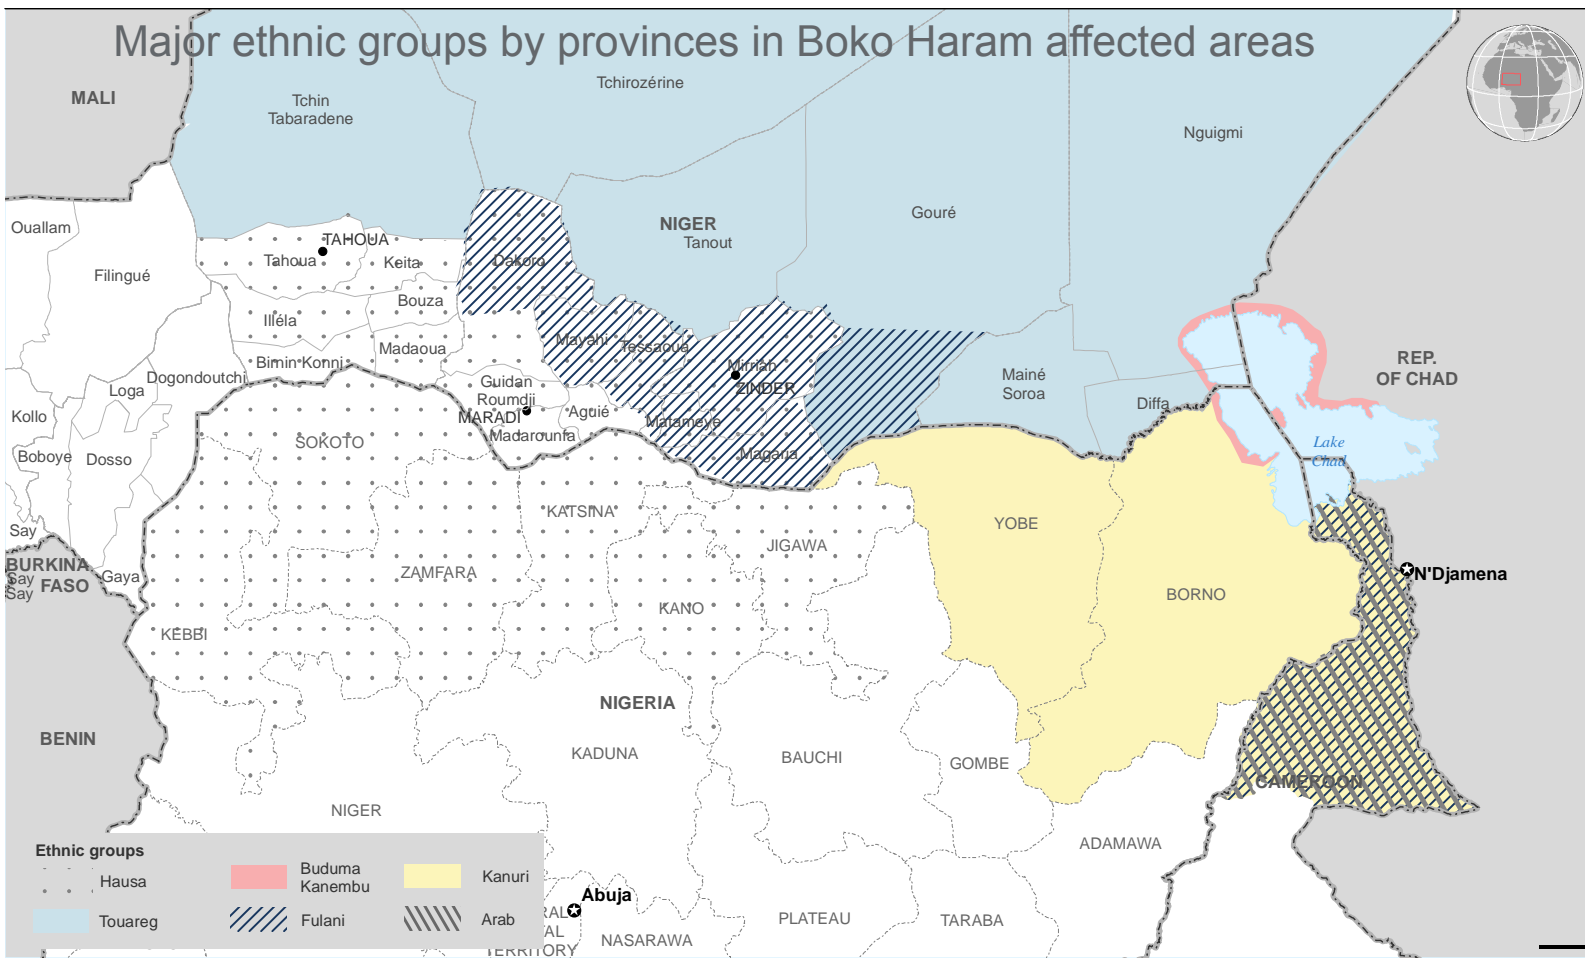 Major ethnic groups by provinces in Boko Haram affected areas
MALI
Tchin
Tabaradene
Tchirozérine
Nguigmi
Ouallam
Filingué
TAHOUA
Tahoua
Keita
Dakoro
NIGER
Tanout
Gouré
Bouza
Illéla
Madaoua
Birnin Konni
Mayahi
Tessaoua
Mirriah
ZINDER
Mainé
Soroa
Diffa
REP.
OF CHAD
Loga
Dogondoutchi
Guidan
Roumdji
MARADI
Aguié
Madarounfa
Matameye
Magaria
Kollo
Boboye
Dosso
SOKOTO
Lake
Chad
Say
KATSINA
JIGAWA
YOBE
BURKINA
FASO
Say
Say
Gaya
ZAMFARA
KANO
BORNO
N'Djamena
KEBBI
NIGERIA
BENIN
KADUNA
BAUCHI
GOMBE
CAMEROON
NIGER
ADAMAWA
Abuja
RAL
AL
TERRITORY
NASARAWA
PLATEAU
TARABA
Ethnic groups
Hausa
Buduma
Kanembu
Kanuri
Touareg
Fulani
Arab